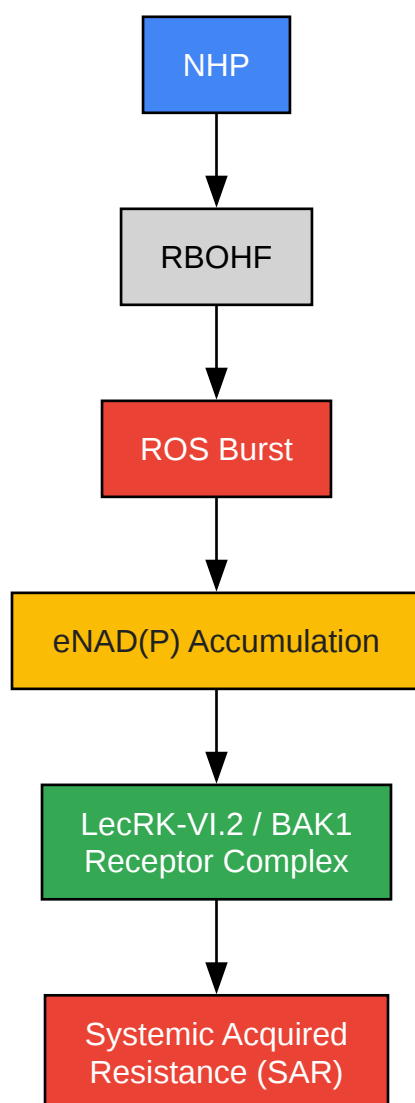 NHP
RBOHF
ROS Burst
eNAD(P) Accumulation
LecRK-VI.2 / BAK1
Receptor Complex
Systemic Acquired
Resistance (SAR)